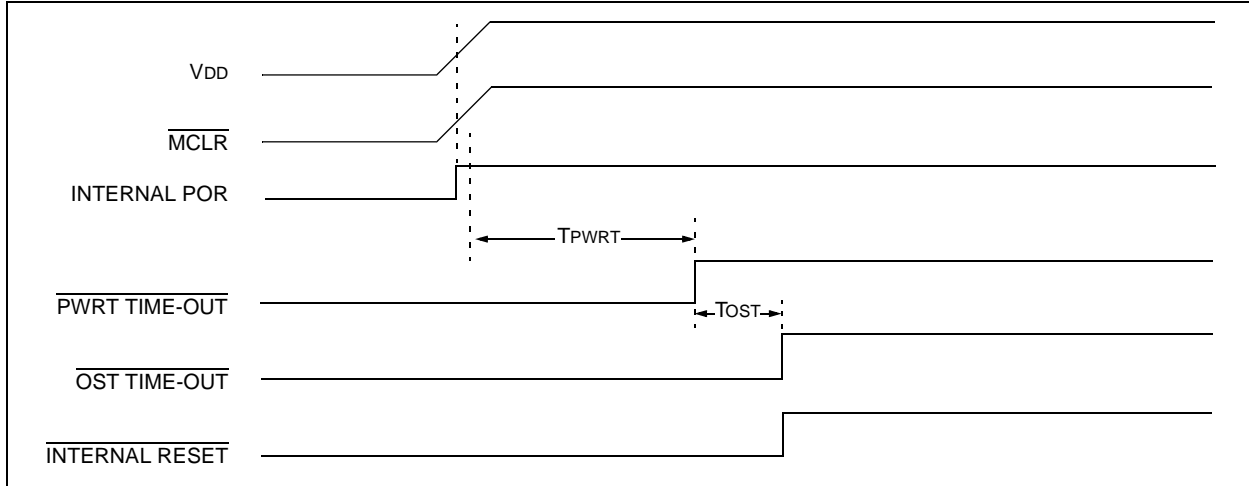 VDD
MCLR
INTERNAL POR
TPWRT
PWRT TIME-OUT
TOST
OST TIME-OUT
INTERNAL RESET